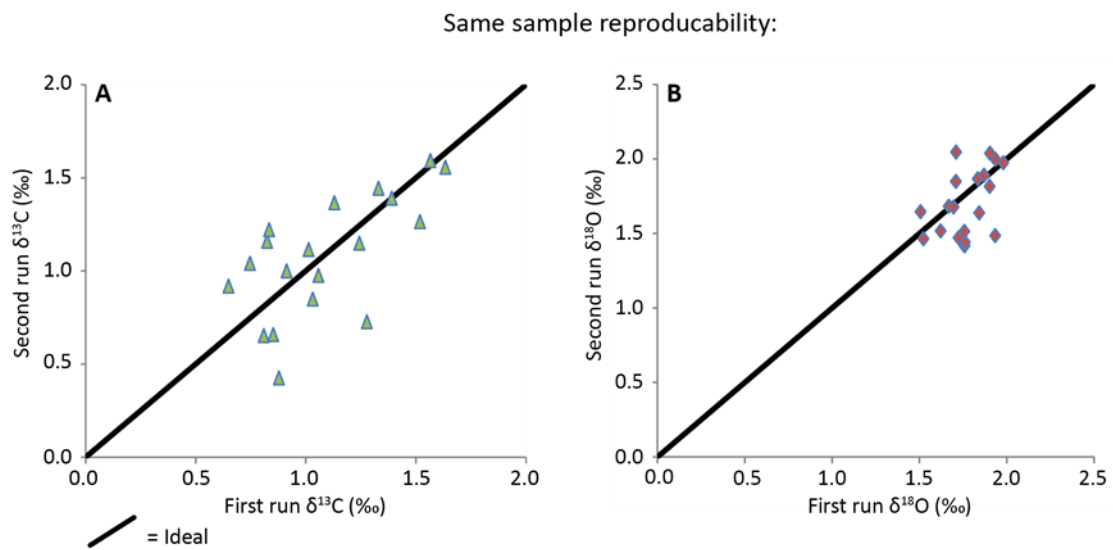 Same sample reproducability:
A
2.0
1.5
1.0
0.5
0.0
Second run δ¹³C (‰)
0.0 0.5 1.0 1.5 2.0
First run δ¹³C (‰)
= Ideal
B
2.5
2.0
1.5
1.0
0.5
0.0
Second run δ¹⁸O (‰)
0.0 0.5 1.0 1.5 2.0 2.5
First run δ¹⁸O (‰)